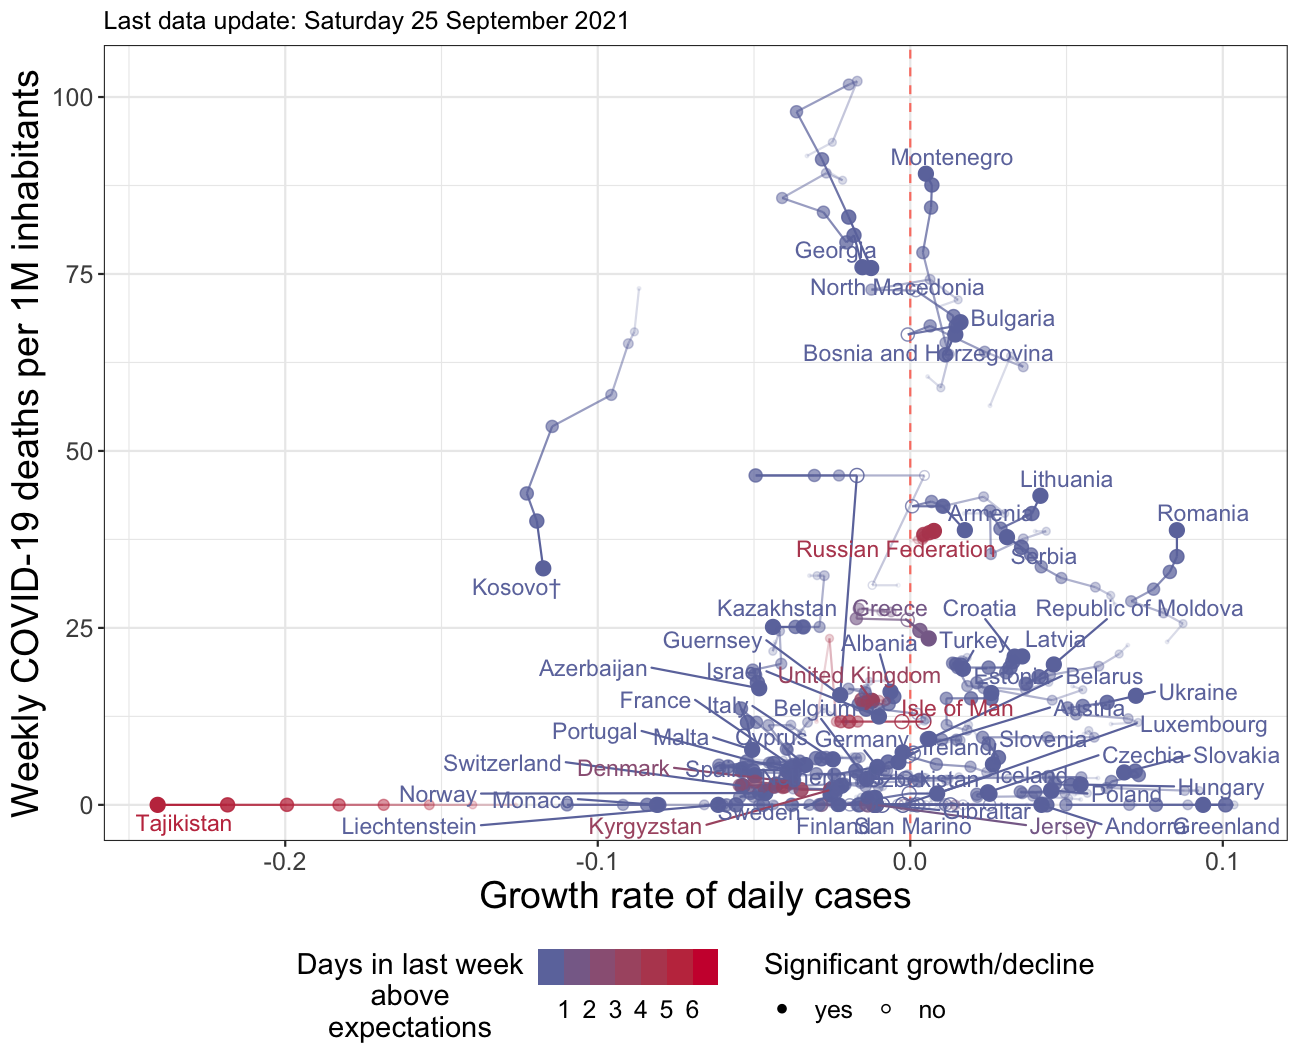 Last data update: Saturday 25 September 2021
Weekly COVID-19 deaths per 1M inhabitants
100
75
50
25
0
Montenegro
Georgia
North Macedonia
Bulgaria
Bosnia and Herzegovina
Lithuania
Armenia
Romania
Russian Federation
Serbia
Kosovo†
Kazakhstan
Greece
Croatia
Republic of Moldova
Guernsey
Albania
Turkey
Latvia
Azerbaijan
Israel
United Kingdom
Estonia
Belarus
France
Italy
Belgium
Isle of Man
Austria
Ukraine
Portugal
Malta
Cyprus
Germany
Ireland
Slovenia
Luxembourg
Switzerland
Denmark
Spain
Netherlands
Uzbekistan
Iceland
Czechia
Slovakia
Norway
Monaco
Poland
Hungary
Tajikistan
Liechtenstein
Kyrgyzstan
Sweden
Finland
San Marino
Gibraltar
Jersey
Andorra
Greenland
-0.2
-0.1
0.0
0.1
Growth rate of daily cases
Days in last week
above
expectations
1 2 3 4 5 6
Significant growth/decline
yes
no